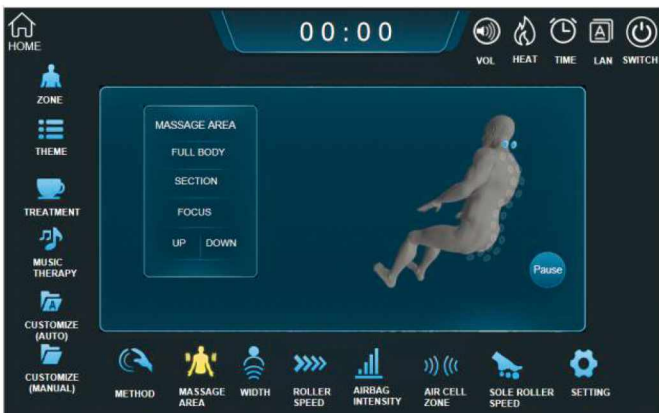 00:00
HOME
VOL HEAT TIME LAN SWITCH
A
ZONE
THEME
TREATMENT
MUSIC
THERAPY
A
CUSTOMIZE
(AUTO)
CUSTOMIZE
(MANUAL)
MASSAGE AREA
FULL BODY
SECTION
FOCUS
UP DOWN
Pause
METHOD
MASSAGE
AREA
WIDTH
ROLLER
SPEED
AIRBAG
INTENSITY
AIR CELL
ZONE
SOLE ROLLER
SPEED
SETTING